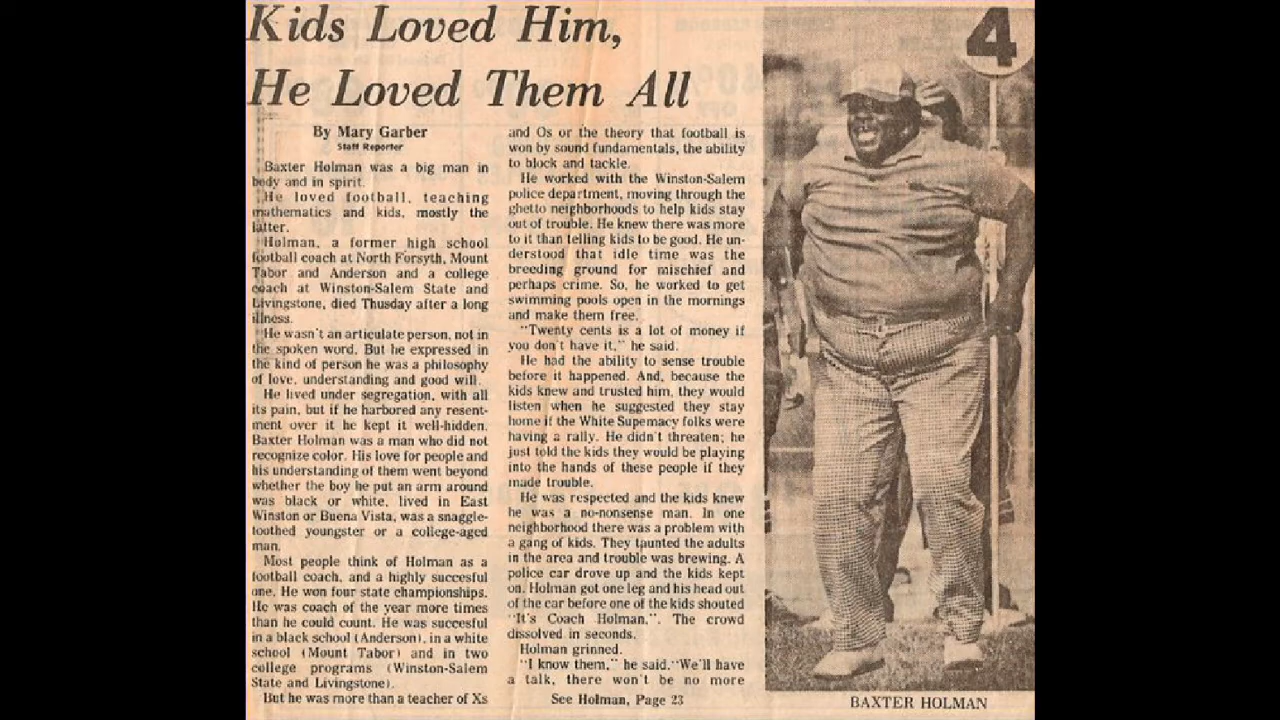 Kids Loved Him,
He Loved Them All
By Mary Garber
Staff Reporter
Baxter Holman was a big man in
body and in spirit.
He loved football, teaching
mathematics and kids, mostly the
latter.
Holman, a former high school
football coach at North Forsyth, Mount
Tabor and Anderson and a college
coach at Winston-Salem State and
Livingstone, died Thusday after a long
illness.
He wasn't an articulate person, not in
the spoken word. But he expressed in
the kind of person he was a philosophy
of love, understanding and good will.
He lived under segregation, with all
its pain, but if he harbored any resent-
ment over it he kept it well-hidden.
Baxter Holman was a man who did not
recognize color. His love for people and
his understanding of them went beyond
whether the boy he put an arm around
was black or white, lived in East
Winston or Buena Vista, was a snaggle-
toothed youngster or a college-aged
man.
Most people think of Holman as a
football coach, and a highly succesful
one. He won four state championships.
He was coach of the year more times
than he could count. He was succesful
in a black school (Anderson), in a white
school (Mount Tabor) and in two
college programs (Winston-Salem
State and Livingstone).
But he was more than a teacher of Xs
and Os or the theory that football is
won by sound fundamentals, the ability
to block and tackle.
He worked with the Winston-Salem
police department, moving through the
ghetto neighborhoods to help kids stay
out of trouble. He knew there was more
to it than telling kids to be good. He un-
derstood that idle time was the
breeding ground for mischief and
perhaps crime. So, he worked to get
swimming pools open in the mornings
and make them free.
"Twenty cents is a lot of money if
you don't have it," he said.
He had the ability to sense trouble
before it happened. And, because the
kids knew and trusted him, they would
listen when he suggested they stay
home if the White Supemacy folks were
having a rally. He didn't threaten; he
just told the kids they would be playing
into the hands of these people if they
made trouble.
He was respected and the kids knew
he was a no-nonsense man. In one
neighborhood there was a problem with
a gang of kids. They taunted the adults
in the area and trouble was brewing. A
police car drove up and the kids kept
on. Holman got one leg and his head out
of the car before one of the kids shouted
"It's Coach Holman,". The crowd
dissolved in seconds.
Holman grinned.
"I know them," he said."We'll have
a talk, there won't be no more
See Holman, Page 23
4
BAXTER HOLMAN